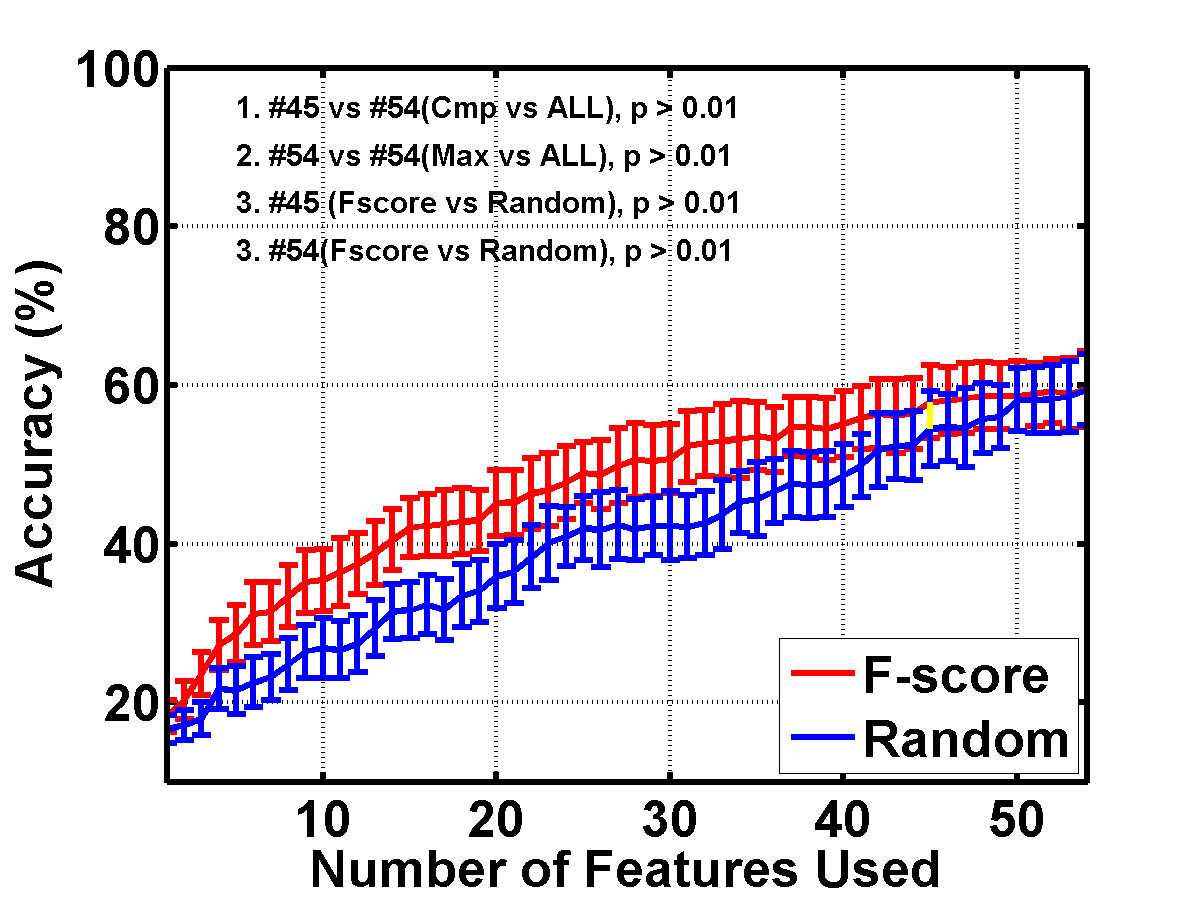 100
80
60
40
20
Accuracy (%)
1. #45 vs #54(Cmp vs ALL), p > 0.01
2. #54 vs #54(Max vs ALL), p > 0.01
3. #45 (Fscore vs Random), p > 0.01
3. #54(Fscore vs Random), p > 0.01
F-score
Random
10 20 30 40 50
Number of Features Used